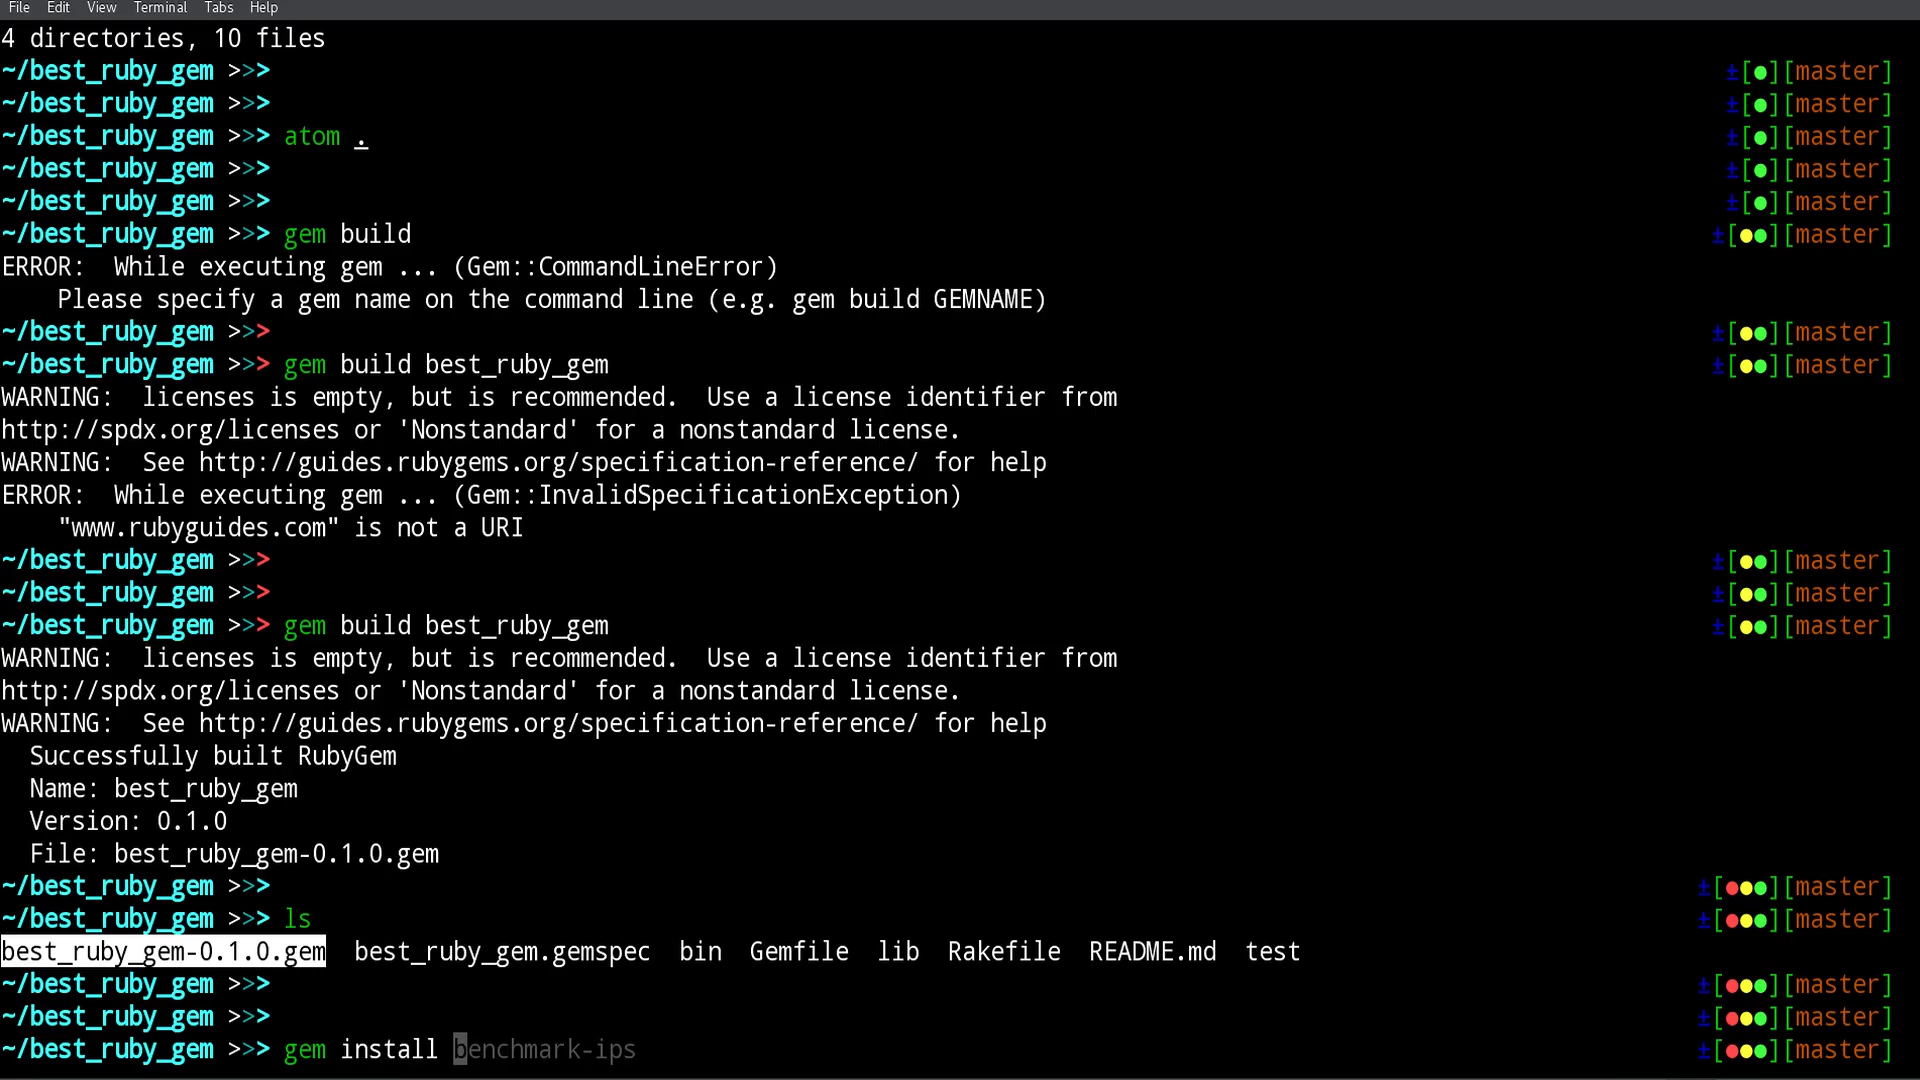 File Edit View Terminal Tabs Help
4 directories, 10 files
~/best_ruby_gem >>> ±[●][master]
~/best_ruby_gem >>> ±[●][master]
~/best_ruby_gem >>> atom . ±[●][master]
~/best_ruby_gem >>> ±[●][master]
~/best_ruby_gem >>> ±[●][master]
~/best_ruby_gem >>> gem build ±[●●][master]
ERROR:  While executing gem ... (Gem::CommandLineError)
    Please specify a gem name on the command line (e.g. gem build GEMNAME)
~/best_ruby_gem >>> ±[●●][master]
~/best_ruby_gem >>> gem build best_ruby_gem ±[●●][master]
WARNING:  licenses is empty, but is recommended.  Use a license identifier from
http://spdx.org/licenses or 'Nonstandard' for a nonstandard license.
WARNING:  See http://guides.rubygems.org/specification-reference/ for help
ERROR:  While executing gem ... (Gem::InvalidSpecificationException)
    "www.rubyguides.com" is not a URI
~/best_ruby_gem >>> ±[●●][master]
~/best_ruby_gem >>> ±[●●][master]
~/best_ruby_gem >>> gem build best_ruby_gem ±[●●][master]
WARNING:  licenses is empty, but is recommended.  Use a license identifier from
http://spdx.org/licenses or 'Nonstandard' for a nonstandard license.
WARNING:  See http://guides.rubygems.org/specification-reference/ for help
  Successfully built RubyGem
  Name: best_ruby_gem
  Version: 0.1.0
  File: best_ruby_gem-0.1.0.gem
~/best_ruby_gem >>> ±[●●●][master]
~/best_ruby_gem >>> ls ±[●●●][master]
best_ruby_gem-0.1.0.gem  best_ruby_gem.gemspec  bin  Gemfile  lib  Rakefile  README.md  test
~/best_ruby_gem >>> ±[●●●][master]
~/best_ruby_gem >>> ±[●●●][master]
~/best_ruby_gem >>> gem install benchmark-ips ±[●●●][master]